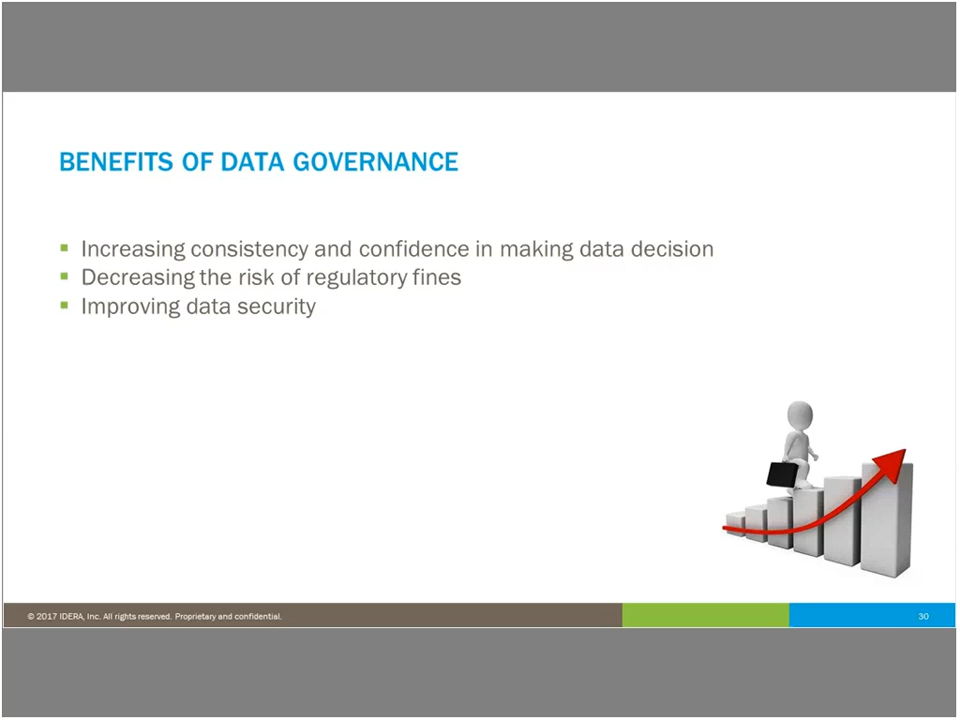 BENEFITS OF DATA GOVERNANCE
Increasing consistency and confidence in making data decision
Decreasing the risk of regulatory fines
Improving data security
© 2017 IDERA, Inc. All rights reserved. Proprietary and confidential.
30